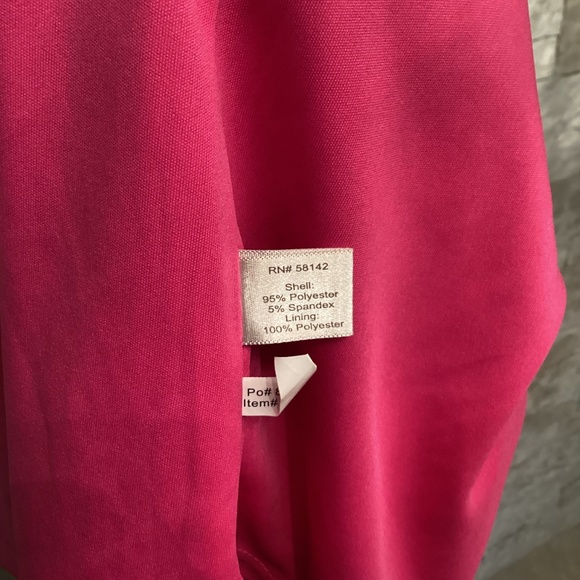 RN# 58142
Shell:
95% Polyester
5% Spandex
Lining:
100% Polyester
Po#
Item#